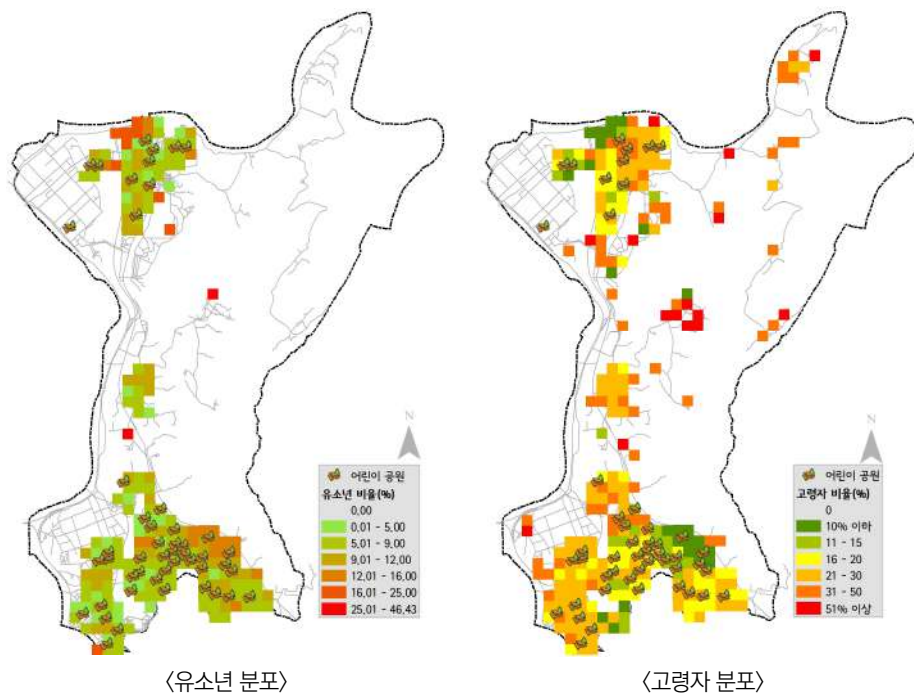 N
어린이 공원
유소년 비율(%)
0,00
0,01 - 5,00
5,01 - 9,00
9,01 - 12,00
12,01 - 16,00
16,01 - 25,00
25,01 - 46,43
〈유소년 분포〉
N
어린이 공원
고령자 비율(%)
0
10% 이하
11 - 15
16 - 20
21 - 30
31 - 50
51% 이상
〈고령자 분포〉